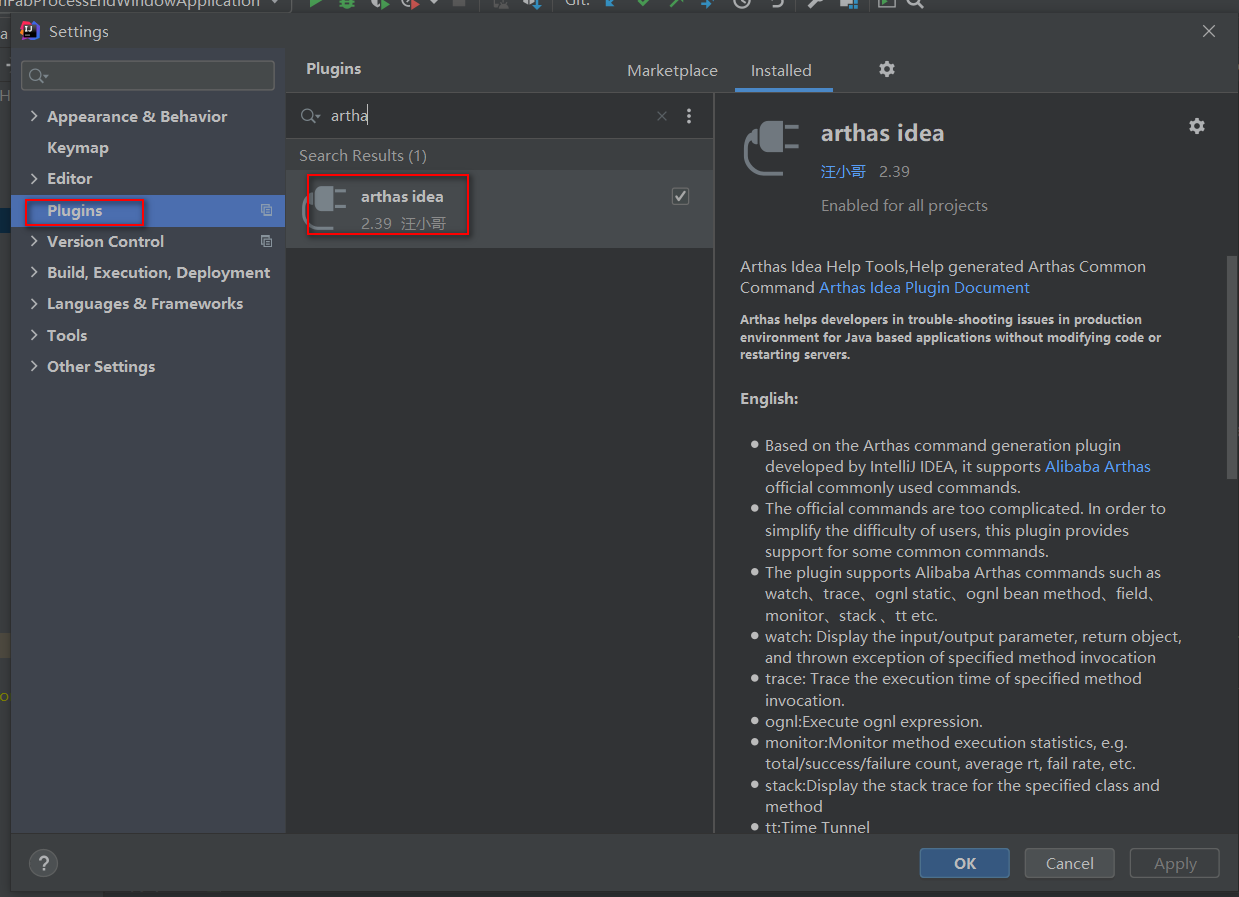 FabProcessEndWindowApplication
Git:
Settings
Plugins
Marketplace
Installed
Appearance & Behavior
Keymap
Editor
Plugins
Version Control
Build, Execution, Deployment
Languages & Frameworks
Tools
Other Settings
artha
Search Results (1)
arthas idea
2.39 汪小哥
arthas idea
汪小哥 2.39
Enabled for all projects
Arthas Idea Help Tools,Help generated Arthas Common
Command Arthas Idea Plugin Document
Arthas helps developers in trouble-shooting issues in production
environment for Java based applications without modifying code or
restarting servers.
English:
Based on the Arthas command generation plugin
developed by IntelliJ IDEA, it supports Alibaba Arthas
official commonly used commands.
The official commands are too complicated. In order to
simplify the difficulty of users, this plugin provides
support for some common commands.
The plugin supports Alibaba Arthas commands such as
watch、trace、ognl static、ognl bean method、field、
monitor、stack 、tt etc.
watch: Display the input/output parameter, return object,
and thrown exception of specified method invocation
trace: Trace the execution time of specified method
invocation.
ognl:Execute ognl expression.
monitor:Monitor method execution statistics, e.g.
total/success/failure count, average rt, fail rate, etc.
stack:Display the stack trace for the specified class and
method
tt:Time Tunnel
?
OK
Cancel
Apply